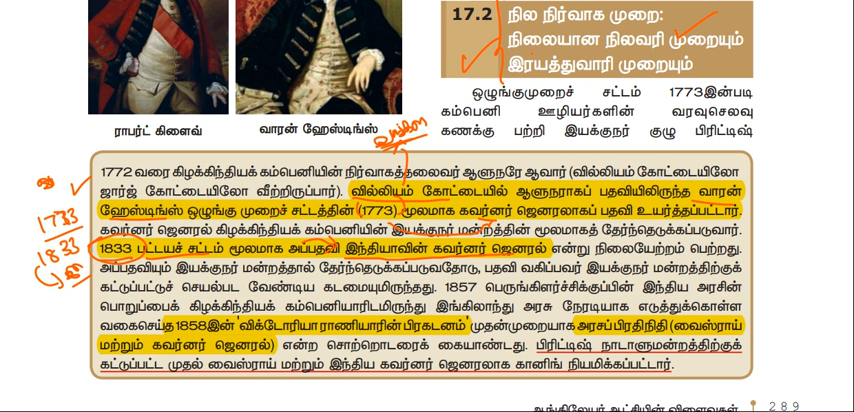 17.2 நில நிர்வாக முறை:
நிலையான நிலவரி முறையும்
இரயத்துவாரி முறையும்
ஒழுங்குமுறைச் சட்டம் 1773இன்படி
கம்பெனி ஊழியர்களின் வரவுசெலவு
கணக்கு பற்றி இயக்குநர் குழு பிரிட்டிஷ்
ராபர்ட் கிளைவ்
வாரன் ஹேஸ்டிங்ஸ்
1772 வரை கிழக்கிந்தியக் கம்பெனியின் நிர்வாகத்தலைவர் ஆளுநரே ஆவார் (வில்லியம் கோட்டையிலோ
ஜார்ஜ் கோட்டையிலோ வீற்றிருப்பார்). வில்லியம் கோட்டையில் ஆளுநராகப் பதவியிலிருந்த வாரன்
ஹேஸ்டிங்ஸ் ஒழுங்கு முறைச் சட்டத்தின் (1773) மூலமாக கவர்னர் ஜெனரலாகப் பதவி உயர்த்தப்பட்டார்.
கவர்னர் ஜெனரல் கிழக்கிந்தியக் கம்பெனியின் இயக்குநர் மன்றத்தின் மூலமாகத் தேர்ந்தெடுக்கப்படுவார்.
1833 பட்டயச் சட்டம் மூலமாக அப்பதவி இந்தியாவின் கவர்னர் ஜெனரல் என்று நிலையேற்றம் பெற்றது.
அப்பதவியும் இயக்குநர் மன்றத்தால் தேர்ந்தெடுக்கப்படுவதோடு, பதவி வகிப்பவர் இயக்குநர் மன்றத்திற்குக்
கட்டுப்பட்டுச் செயல்பட வேண்டிய கடமையுமிருந்தது. 1857 பெருங்கிளர்ச்சிக்குப்பின் இந்திய அரசின்
பொறுப்பைக் கிழக்கிந்தியக் கம்பெனியாரிடமிருந்து இங்கிலாந்து அரசு நேரடியாக எடுத்துக்கொள்ள
வகைசெய்த 1858இன் 'விக்டோரியா ராணியாரின் பிரகடனம்' முதன்முறையாக அரசப் பிரதிநிதி (வைஸ்ராய்
மற்றும் கவர்னர் ஜெனரல்) என்ற சொற்றொடரைக் கையாண்டது. பிரிட்டிஷ் நாடாளுமன்றத்திற்குக்
கட்டுப்பட்ட முதல் வைஸ்ராய் மற்றும் இந்திய கவர்னர் ஜெனரலாக கானிங் நியமிக்கப்பட்டார்.
1733
1833
ஆங்கிலேயர் ஆட்சியின் விளைவுகள் 289